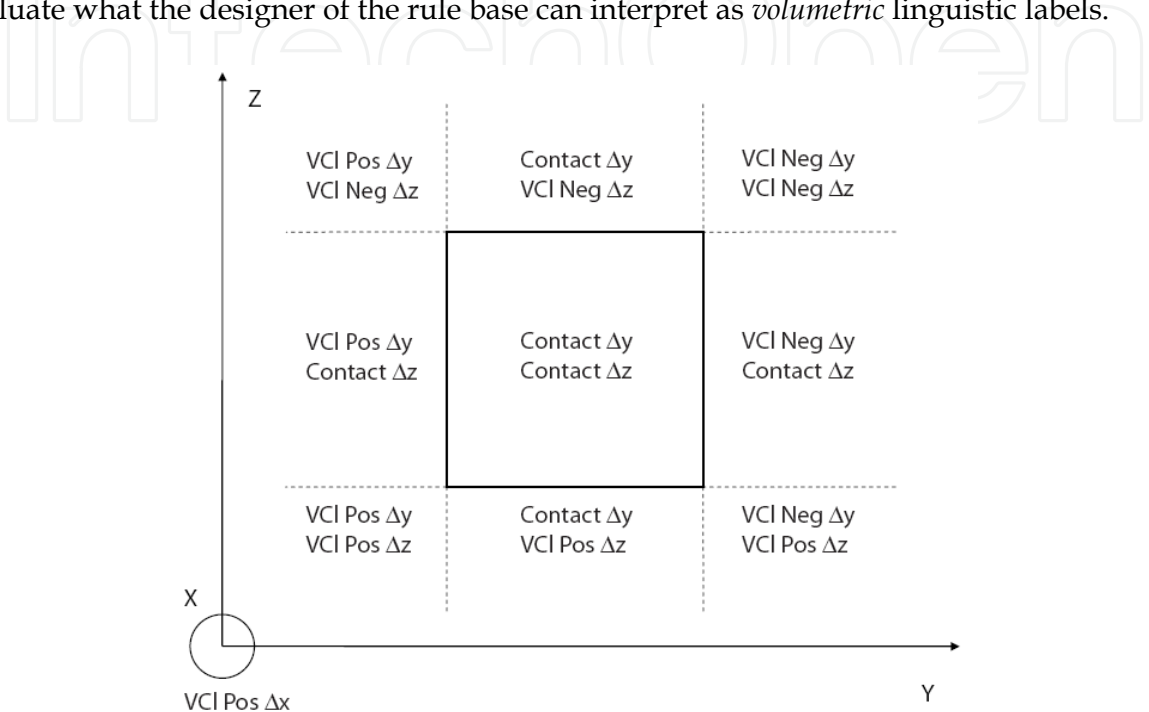 luate what the designer of the rule base can interpret as volumetric linguistic labels.
InTechOpen
Z
VCl Pos Δy
VCl Neg Δz
Contact Δy
VCl Neg Δz
VCl Neg Δy
VCl Neg Δz
VCl Pos Δy
Contact Δz
Contact Δy
Contact Δz
VCl Neg Δy
Contact Δz
VCl Pos Δy
VCl Pos Δz
Contact Δy
VCl Pos Δz
VCl Neg Δy
VCl Pos Δz
X
VCl Pos Δx
Y